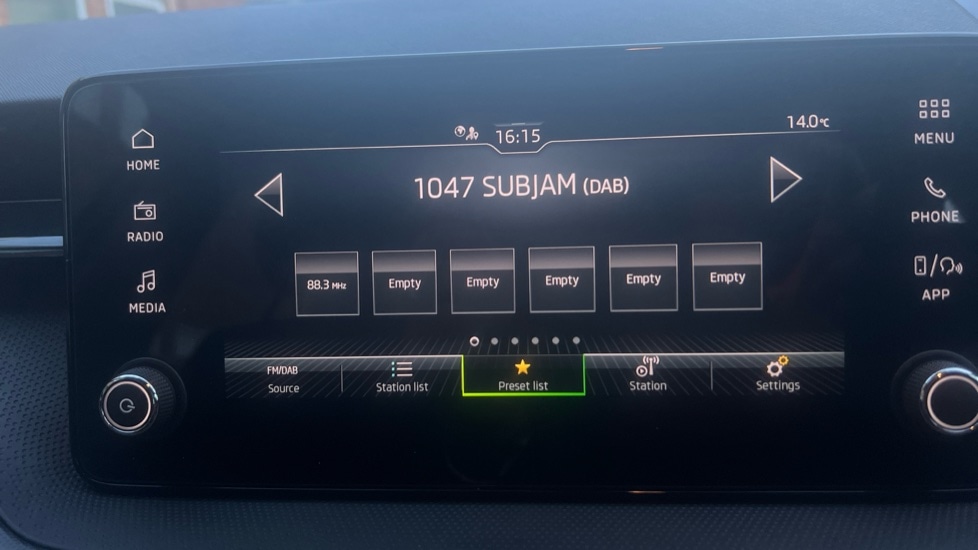 16:15
14.0°C
HOME
RADIO
MEDIA
1047 SUBJAM (DAB)
88.3 MHz
Empty
Empty
Empty
Empty
Empty
FM/DAB
Source
Station list
Preset list
Station
Settings
MENU
PHONE
APP